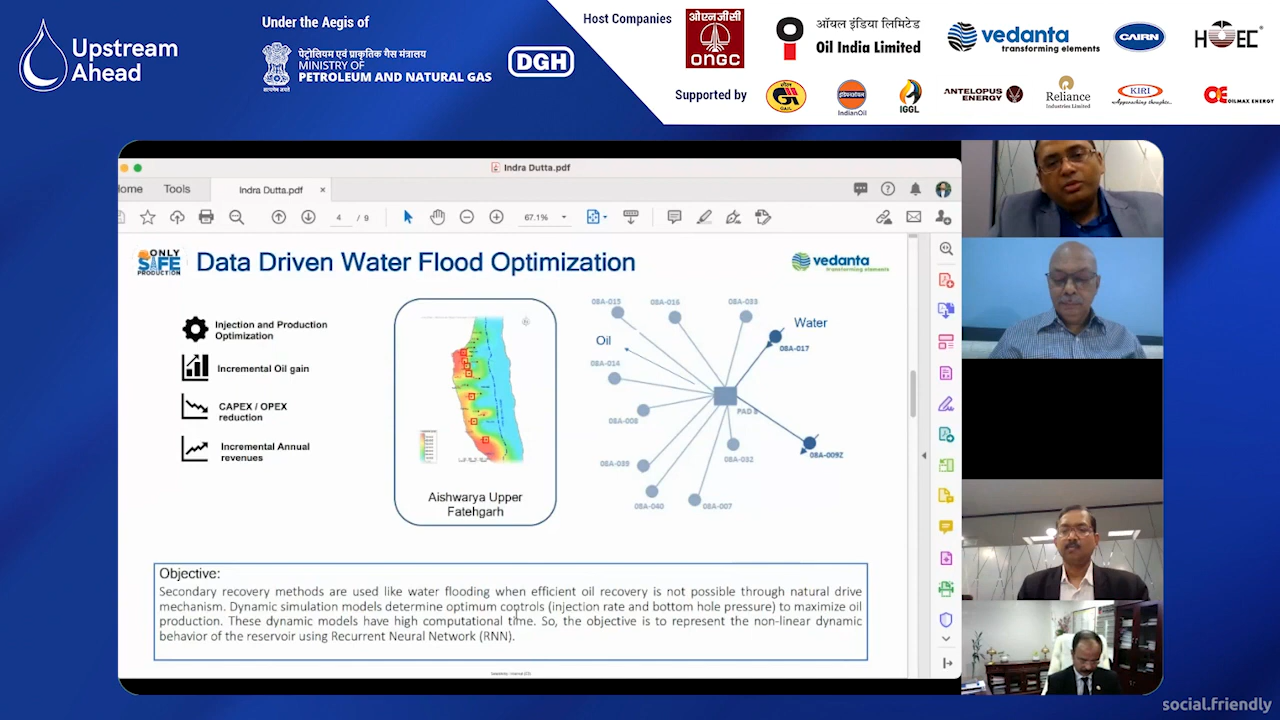 Upstream
Ahead
Under the Aegis of
सत्यमेव जयते
पेट्रोलियम एवं प्राकृतिक गैस मंत्रालय
MINISTRY OF
PETROLEUM AND NATURAL GAS
DGH
Host Companies
ओएनजीसी
ONGC
ऑयल इंडिया लिमिटेड
Oil India Limited
vedanta
transforming elements
CAIRN
HOEC
Supported by
GAIL
इंडियनऑयल
IndianOil
IGGL
ANTELOPUS
ENERGY
Reliance
Industries Limited
KIRI
Approaching thoughts..
OILMAX ENERGY
Indra Dutta.pdf
Home
Tools
Indra Dutta.pdf
4 / 9
67.1%
ONLY
SAFE
PRODUCTION
Data Driven Water Flood Optimization
vedanta
transforming elements
Injection and Production
Optimization
Incremental Oil gain
CAPEX / OPEX
reduction
Incremental Annual
revenues
Aishwarya Upper
Fatehgarh
08A-015
08A-016
08A-033
Water
08A-017
Oil
08A-014
PAD 8
08A-008
08A-032
08A-009Z
08A-039
08A-040
08A-007
Objective:
Secondary recovery methods are used like water flooding when efficient oil recovery is not possible through natural drive
mechanism. Dynamic simulation models determine optimum controls (injection rate and bottom hole pressure) to maximize oil
production. These dynamic models have high computational time. So, the objective is to represent the non-linear dynamic
behavior of the reservoir using Recurrent Neural Network (RNN).
social.friendly